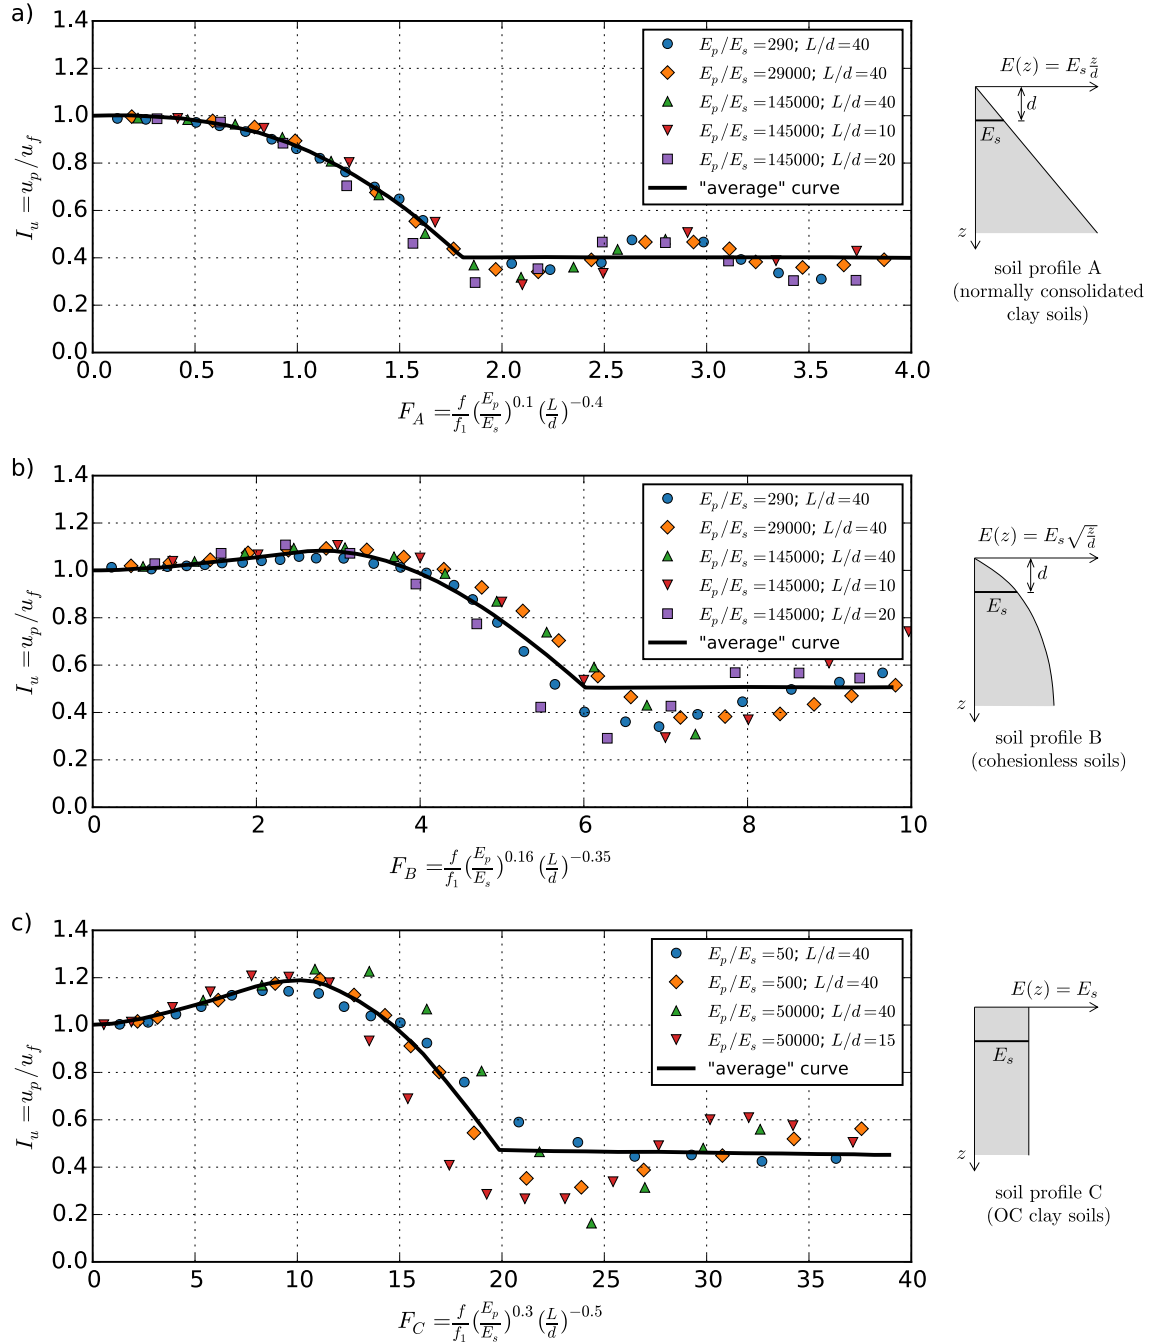 a)
1.4
1.2
1.0
0.8
0.6
0.4
0.2
0.0
I_u = u_p/u_f
E_p/E_s = 290; L/d = 40
E_p/E_s = 29000; L/d = 40
E_p/E_s = 145000; L/d = 40
E_p/E_s = 145000; L/d = 10
E_p/E_s = 145000; L/d = 20
"average" curve
0.0 0.5 1.0 1.5 2.0 2.5 3.0 3.5 4.0
F_A = f/f_1 (E_p/E_s)^0.1 (L/d)^−0.4
E(z) = E_s z/d
d
E_s
z
soil profile A
(normally consolidated
clay soils)
b)
1.4
1.2
1.0
0.8
0.6
0.4
0.2
0.0
I_u = u_p/u_f
E_p/E_s = 290; L/d = 40
E_p/E_s = 29000; L/d = 40
E_p/E_s = 145000; L/d = 40
E_p/E_s = 145000; L/d = 10
E_p/E_s = 145000; L/d = 20
"average" curve
0 2 4 6 8 10
F_B = f/f_1 (E_p/E_s)^0.16 (L/d)^−0.35
E(z) = E_s √(z/d)
d
E_s
z
soil profile B
(cohesionless soils)
c)
1.4
1.2
1.0
0.8
0.6
0.4
0.2
0.0
I_u = u_p/u_f
E_p/E_s = 50; L/d = 40
E_p/E_s = 500; L/d = 40
E_p/E_s = 50000; L/d = 40
E_p/E_s = 50000; L/d = 15
"average" curve
0 5 10 15 20 25 30 35 40
F_C = f/f_1 (E_p/E_s)^0.3 (L/d)^−0.5
E(z) = E_s
E_s
z
soil profile C
(OC clay soils)